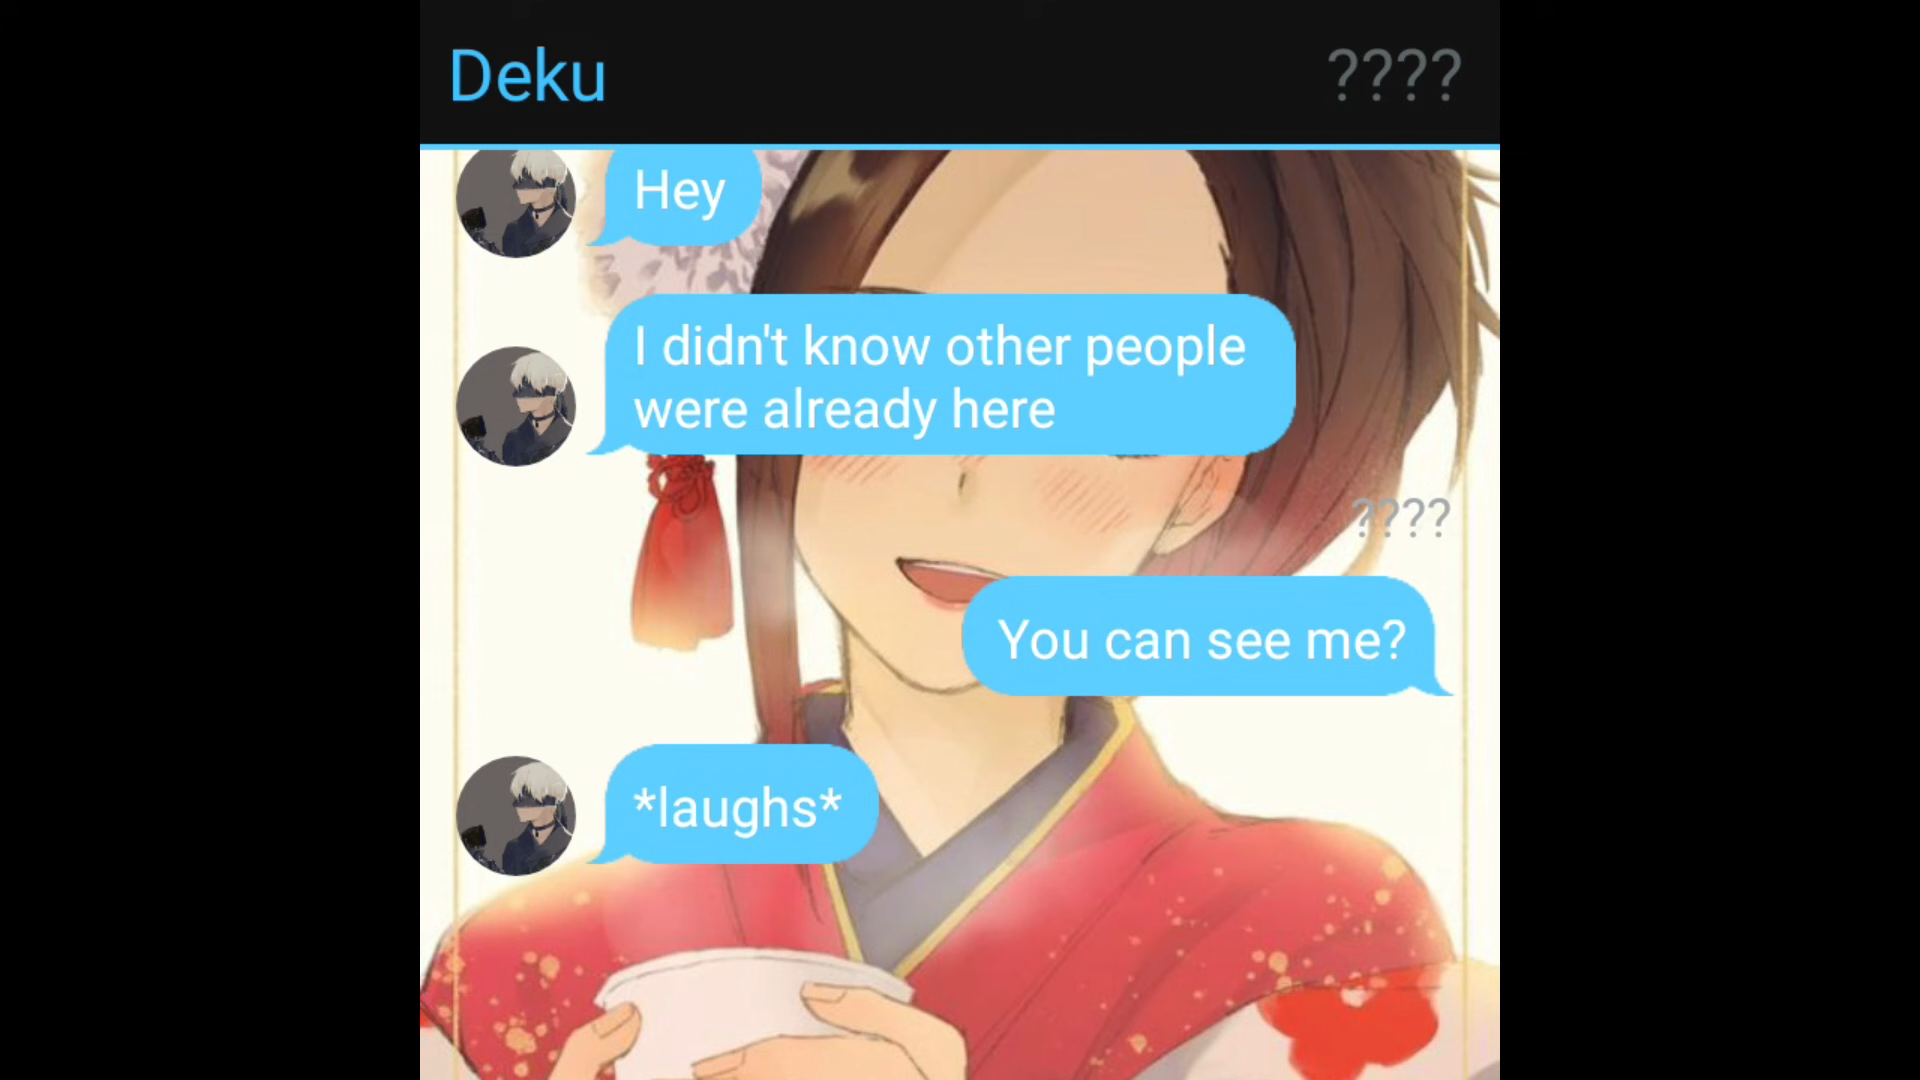 Deku ????
Hey
I didn't know other people
were already here
????
You can see me?
*laughs*